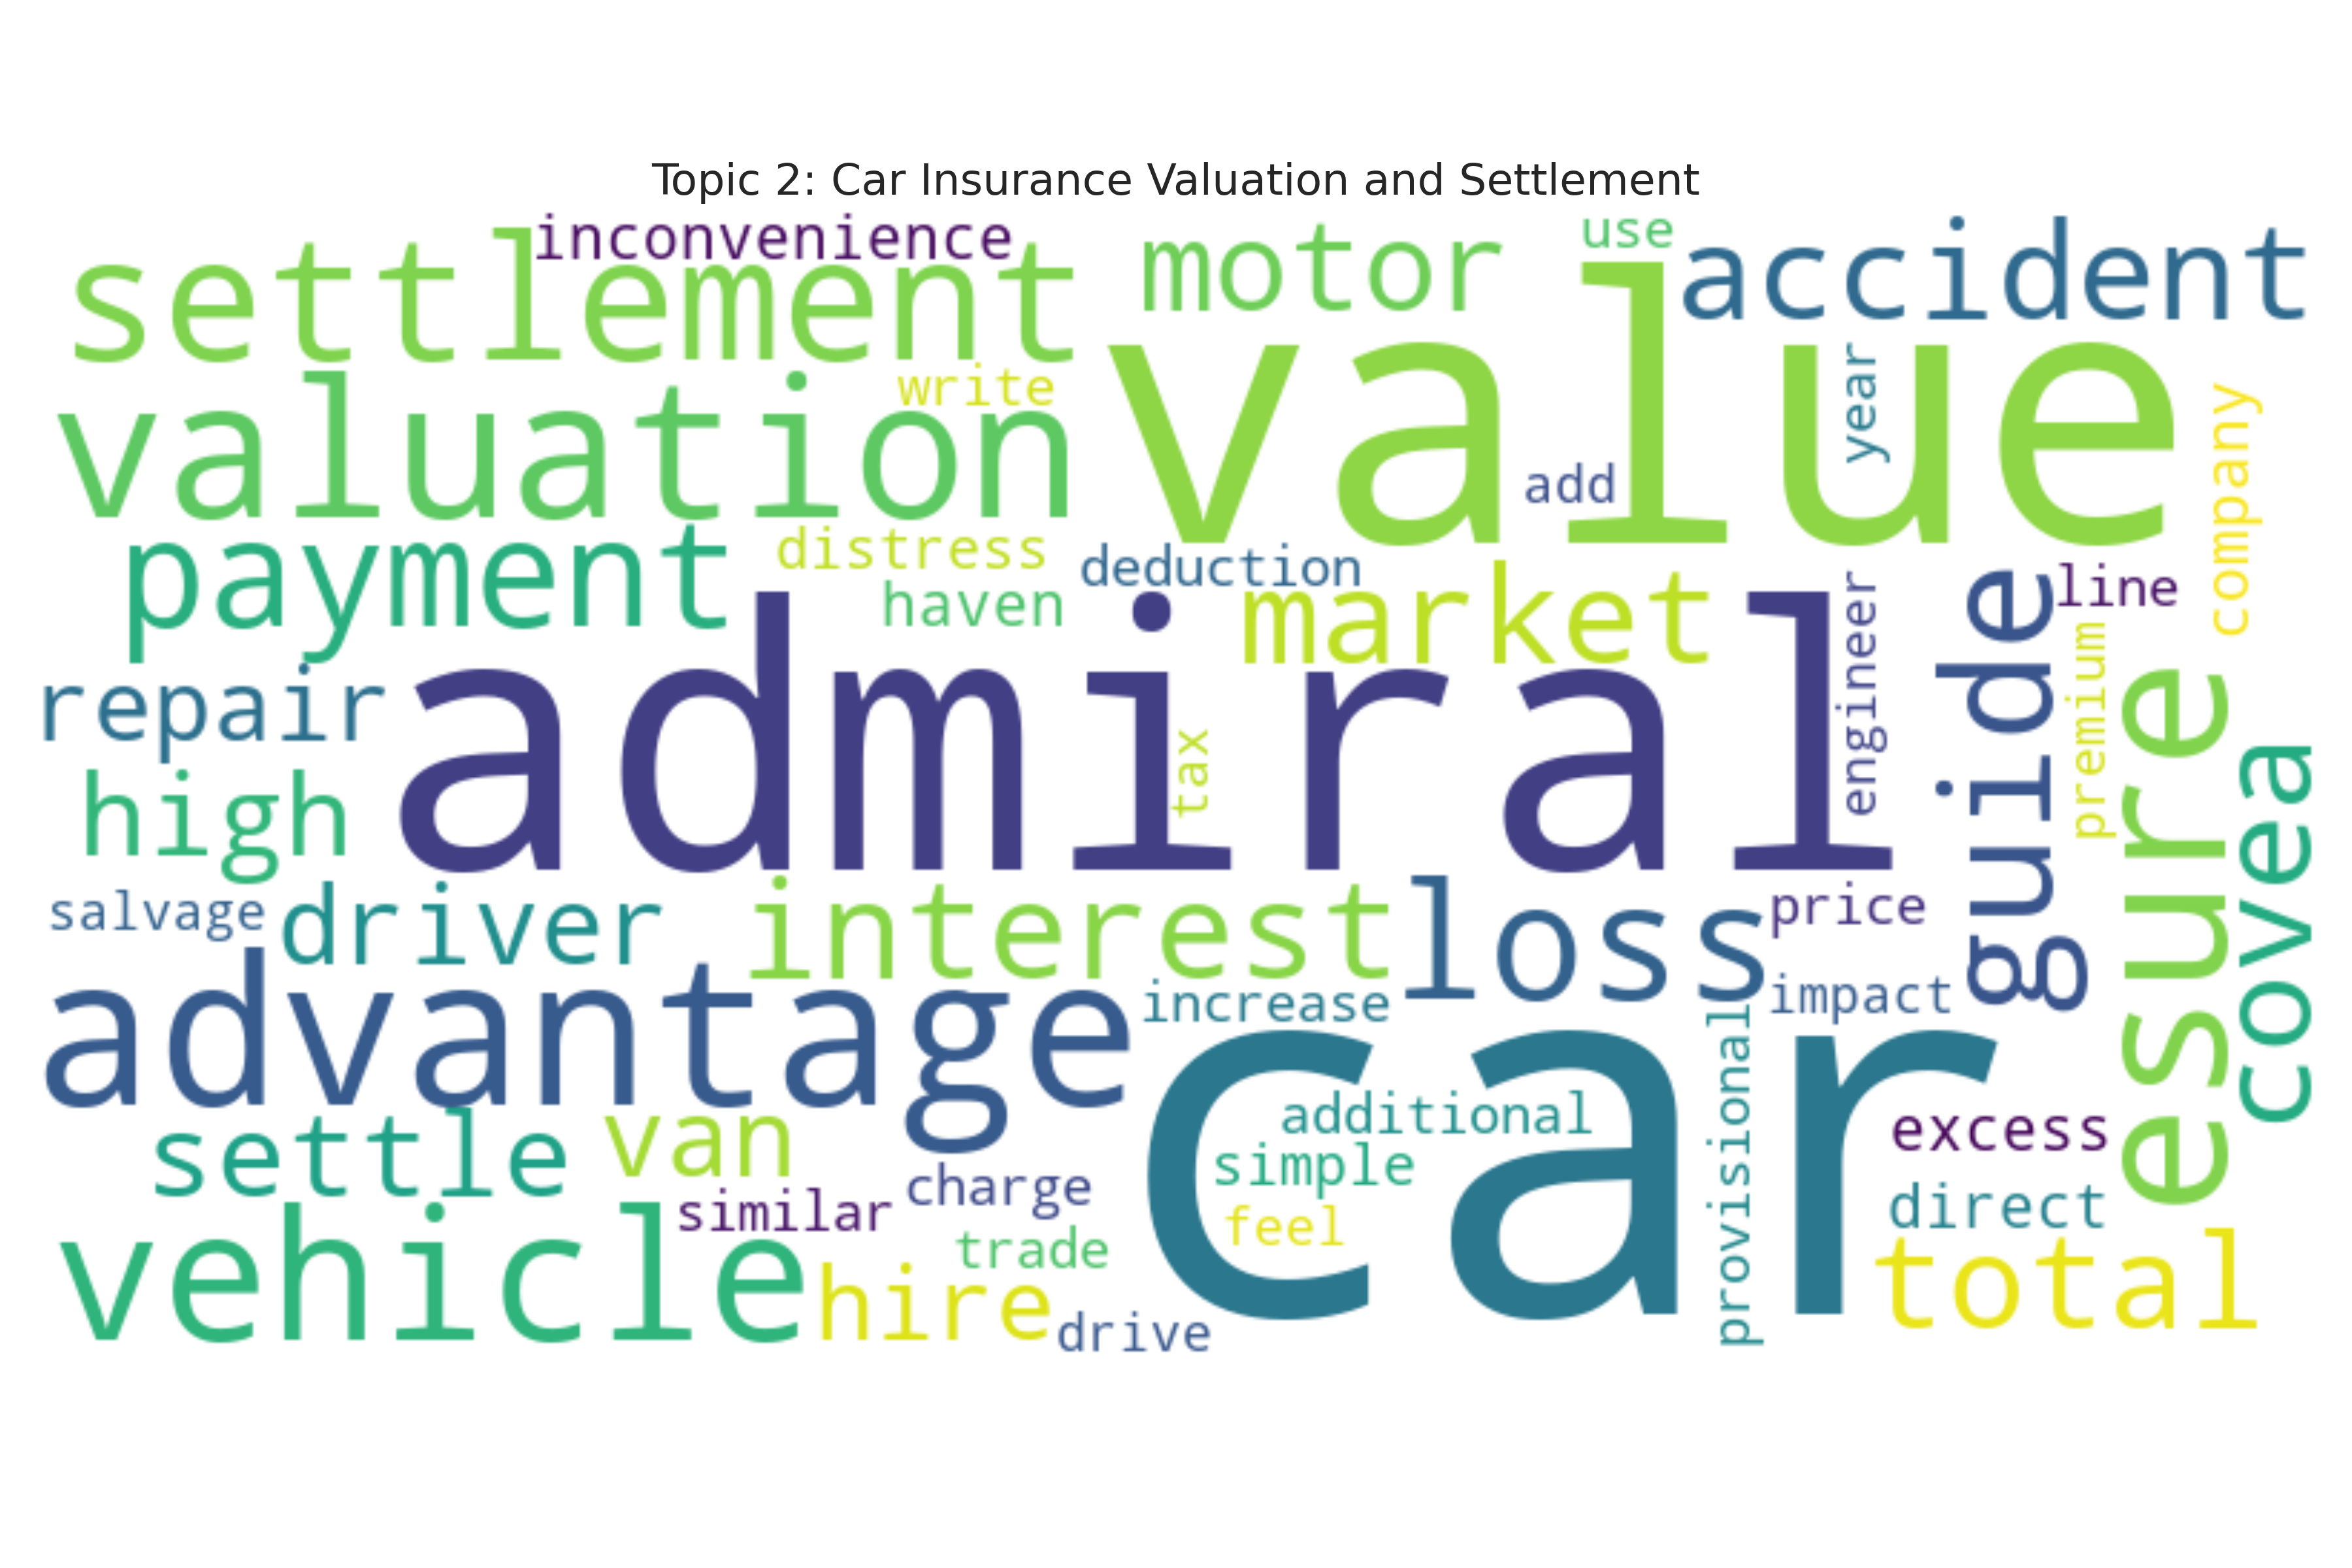 Topic 2: Car Insurance Valuation and Settlement
inconvenience
settlement
motor
use
accident
value
write
valuation
year
company
add
payment
distress
haven
deduction
market
line
engineer
guide
premium
repair
admiral
tax
high
esure
covea
salvage
driver
interest
loss
price
advantage
increase
impact
car
provisional
additional
simple
feel
excess
direct
total
settle
van
charge
similar
vehicle
trade
hire
drive